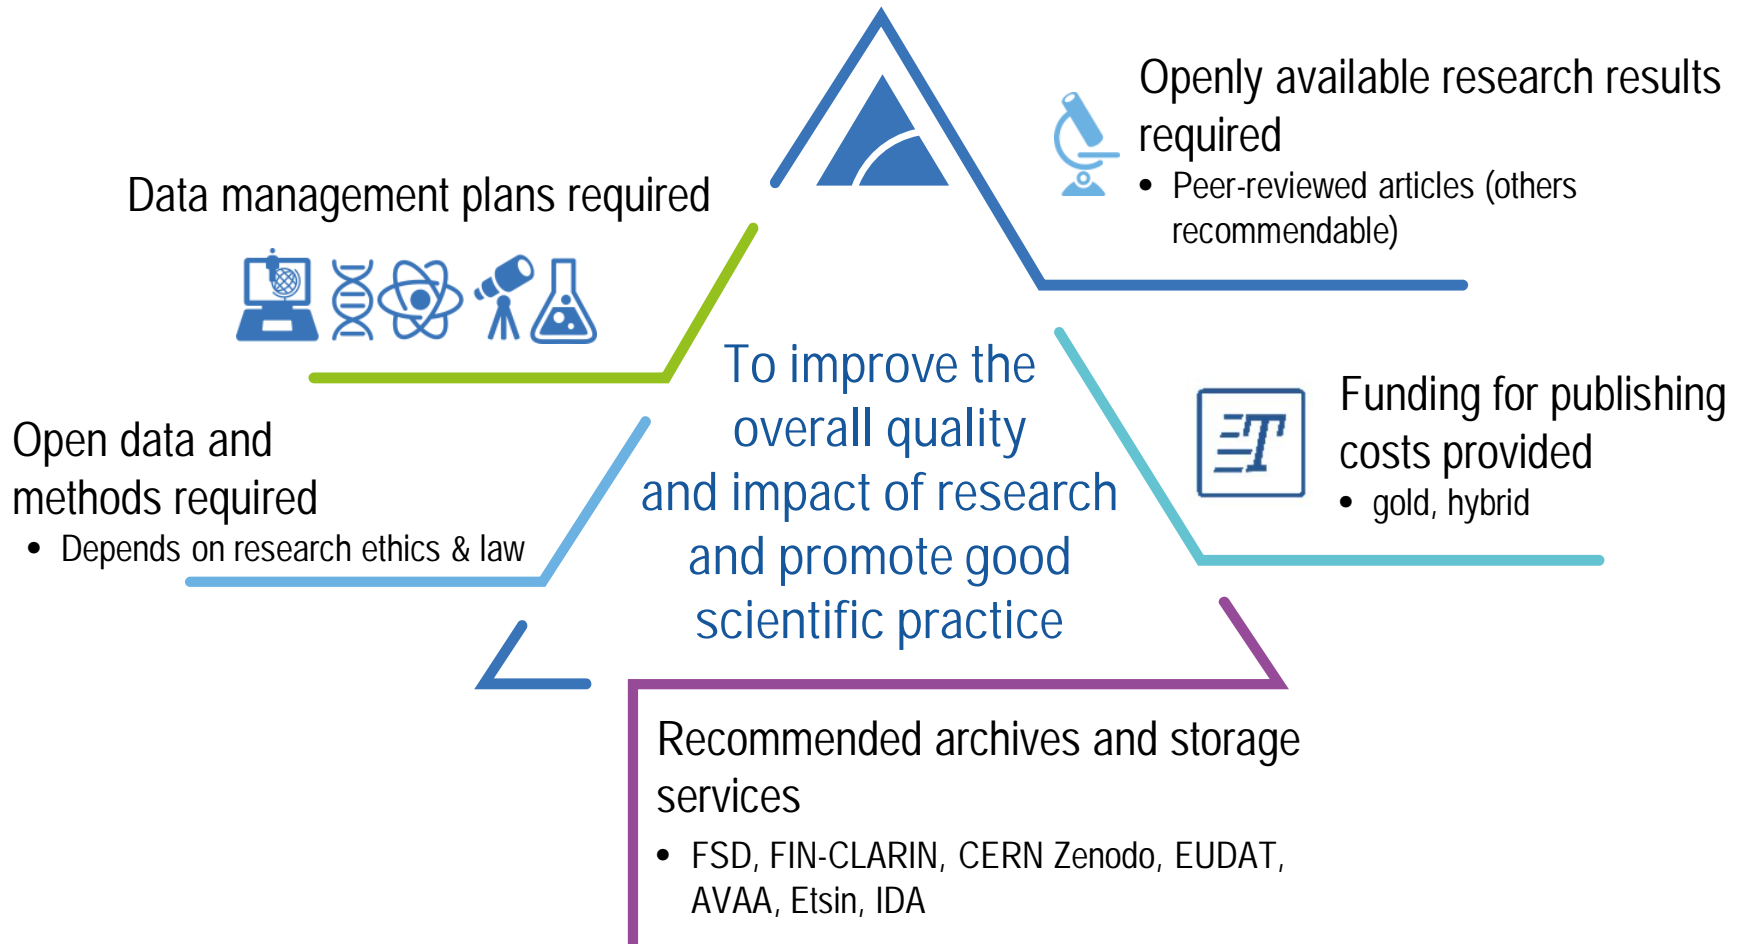 Openly available research results
required
• Peer-reviewed articles (others
recommendable)
Data management plans required
To improve the
overall quality
and impact of research
and promote good
scientific practice
Funding for publishing
costs provided
• gold, hybrid
T
Open data and
methods required
• Depends on research ethics & law
Recommended archives and storage
services
• FSD, FIN-CLARIN, CERN Zenodo, EUDAT,
AVAA, Etsin, IDA